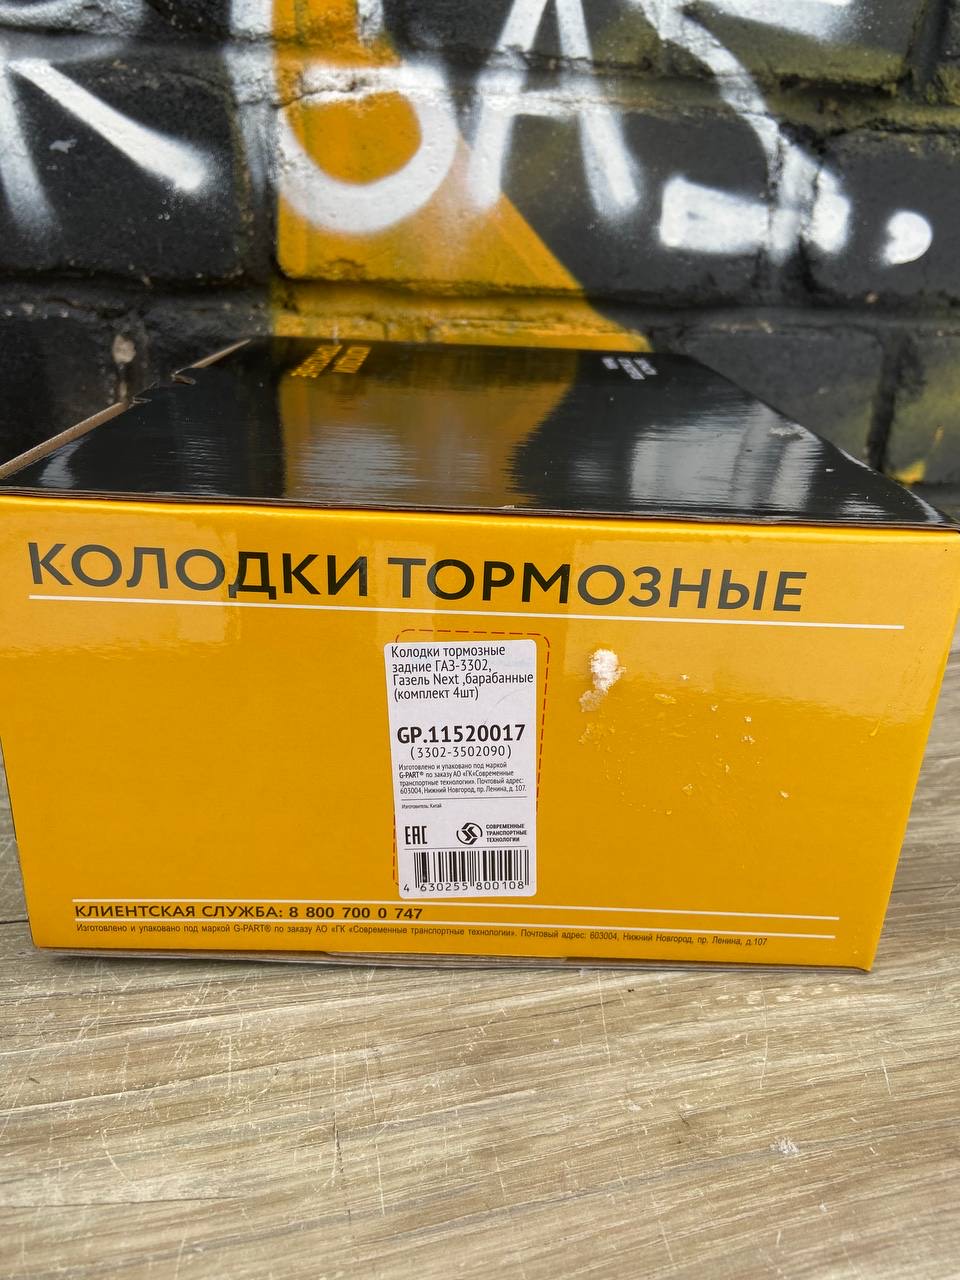 КОЛОДКИ ТОРМОЗНЫЕ
Колодки тормозные
задние ГАЗ-3302,
Газель Next ,барабанные
(комплект 4шт)
GP.11520017
(3302-3502090)
Изготовлено и упаковано под маркой
G-PART® по заказу АО «ГК«Современные
транспортные технологии». Почтовый адрес:
603004, Нижний Новгород, пр. Ленина, д. 107.
Изготовитель: Китай
EAC
СОВРЕМЕННЫЕ
ТРАНСПОРТНЫЕ
ТЕХНОЛОГИИ
4 630255 800108
КЛИЕНТСКАЯ СЛУЖБА: 8 800 700 0 747
Изготовлено и упаковано под маркой G-PART® по заказу АО «ГК «Современные транспортные технологии». Почтовый адрес: 603004, Нижний Новгород, пр. Ленина, д.107